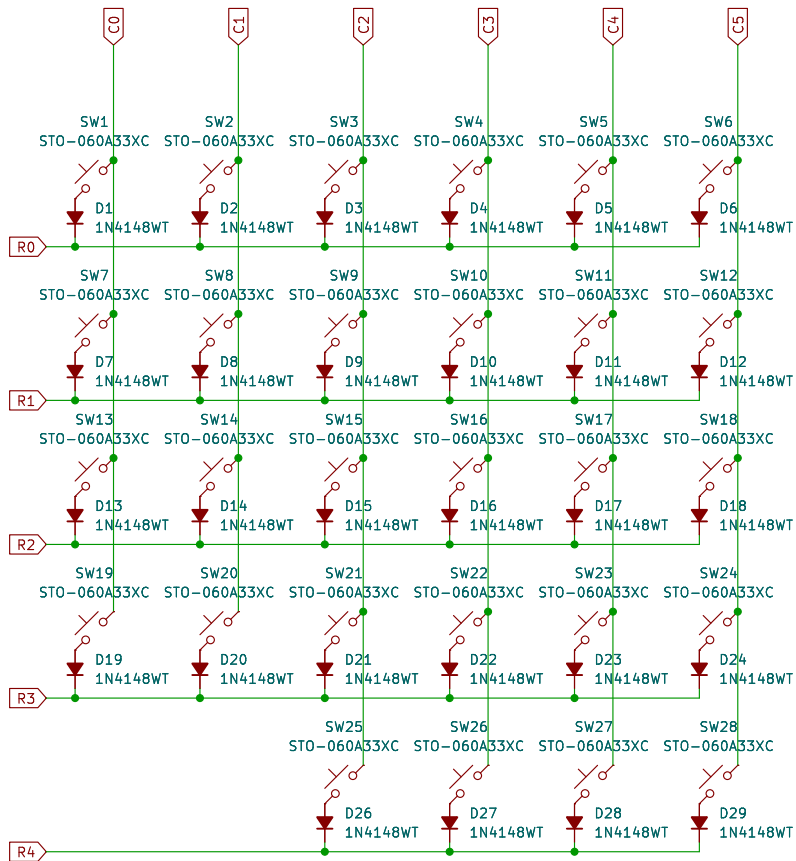 C0 C1 C2 C3 C4 C5
SW1 SW2 SW3 SW4 SW5 SW6
STO-060A33XC STO-060A33XC STO-060A33XC STO-060A33XC STO-060A33XC STO-060A33XC
D1 D2 D3 D4 D5 D6
1N4148WT 1N4148WT 1N4148WT 1N4148WT 1N4148WT 1N4148WT
R0
SW7 SW8 SW9 SW10 SW11 SW12
STO-060A33XC STO-060A33XC STO-060A33XC STO-060A33XC STO-060A33XC STO-060A33XC
D7 D8 D9 D10 D11 D12
1N4148WT 1N4148WT 1N4148WT 1N4148WT 1N4148WT 1N4148WT
R1
SW13 SW14 SW15 SW16 SW17 SW18
STO-060A33XC STO-060A33XC STO-060A33XC STO-060A33XC STO-060A33XC STO-060A33XC
D13 D14 D15 D16 D17 D18
1N4148WT 1N4148WT 1N4148WT 1N4148WT 1N4148WT 1N4148WT
R2
SW19 SW20 SW21 SW22 SW23 SW24
STO-060A33XC STO-060A33XC STO-060A33XC STO-060A33XC STO-060A33XC STO-060A33XC
D19 D20 D21 D22 D23 D24
1N4148WT 1N4148WT 1N4148WT 1N4148WT 1N4148WT 1N4148WT
R3
SW25 SW26 SW27 SW28
STO-060A33XC STO-060A33XC STO-060A33XC STO-060A33XC
D26 D27 D28 D29
1N4148WT 1N4148WT 1N4148WT 1N4148WT
R4